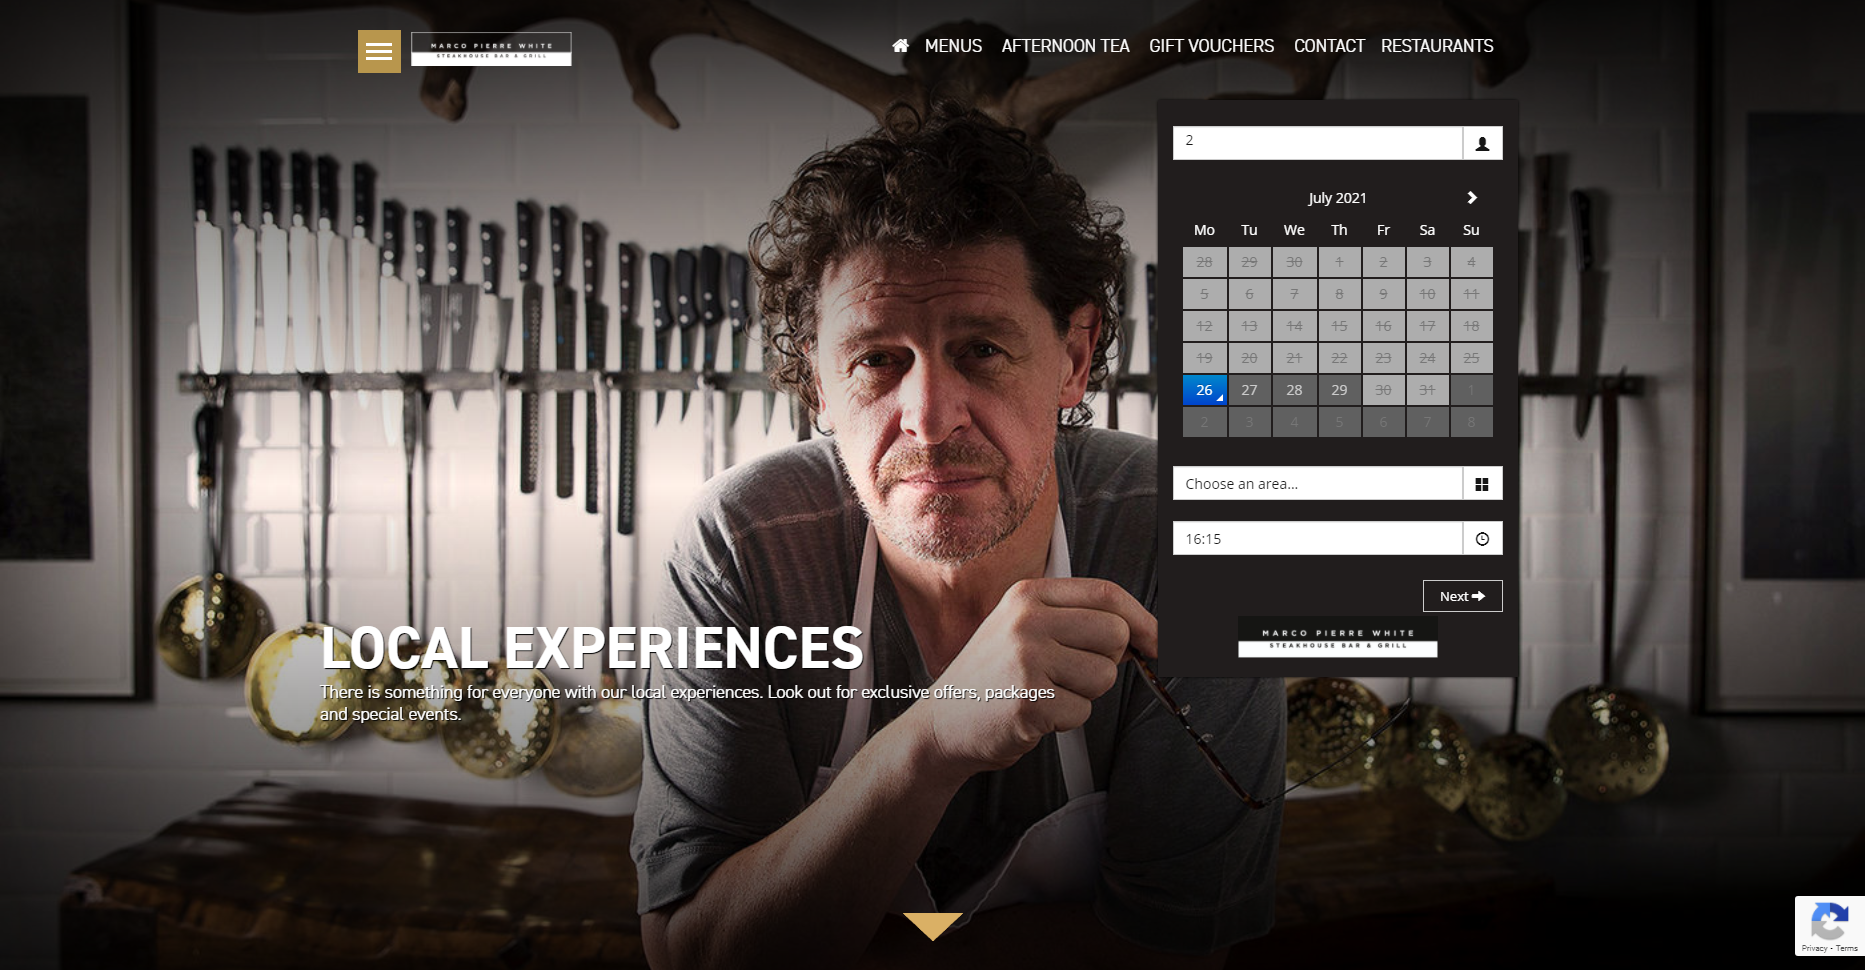 MARCO PIERRE WHITE
STEAKHOUSE BAR & GRILL
MENUS AFTERNOON TEA GIFT VOUCHERS CONTACT RESTAURANTS
2
July 2021
Mo Tu We Th Fr Sa Su
28 29 30 1 2 3 4
5 6 7 8 9 10 11
12 13 14 15 16 17 18
19 20 21 22 23 24 25
26 27 28 29 30 31 1
2 3 4 5 6 7 8
Choose an area...
16:15
Next
MARCO PIERRE WHITE
STEAKHOUSE BAR & GRILL
LOCAL EXPERIENCES
There is something for everyone with our local experiences. Look out for exclusive offers, packages
and special events.
Privacy - Terms